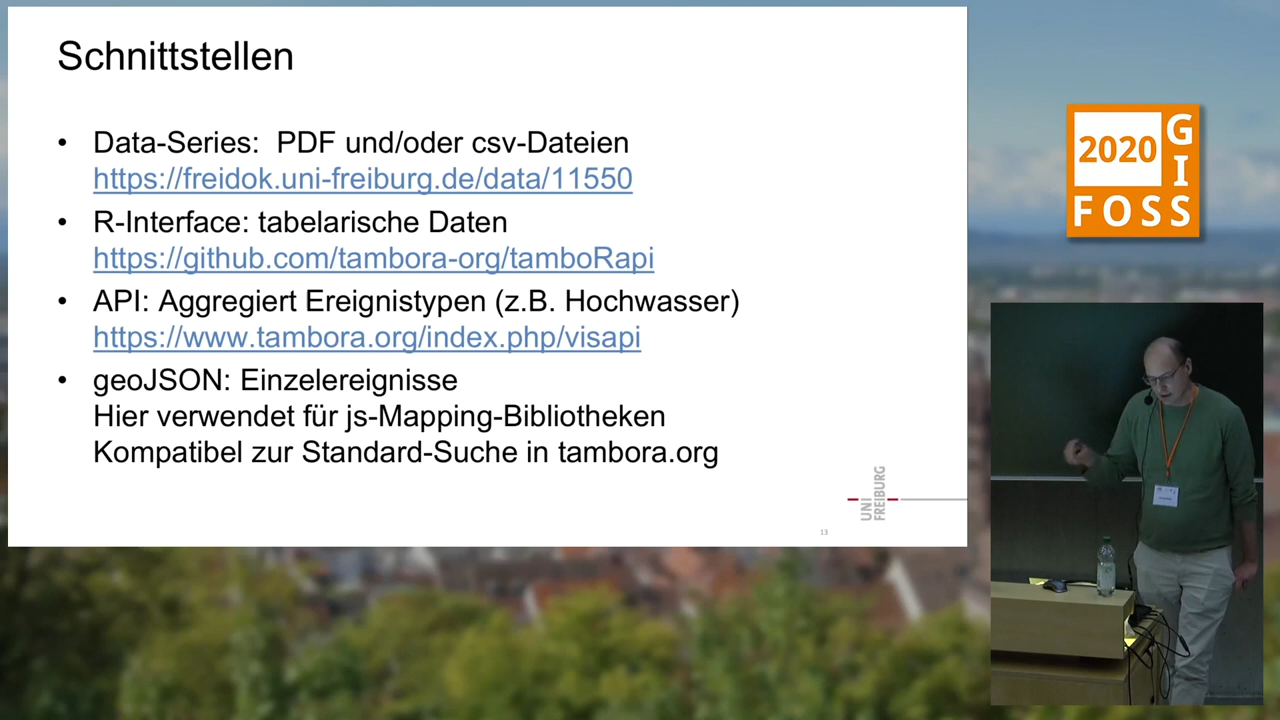 Schnittstellen
• Data-Series: PDF und/oder csv-Dateien
https://freidok.uni-freiburg.de/data/11550
• R-Interface: tabelarische Daten
https://github.com/tambora-org/tamboRapi
• API: Aggregiert Ereignistypen (z.B. Hochwasser)
https://www.tambora.org/index.php/visapi
• geoJSON: Einzelereignisse
Hier verwendet für js-Mapping-Bibliotheken
Kompatibel zur Standard-Suche in tambora.org
UNI
FREIBURG
13
2020
GIS
FOSS